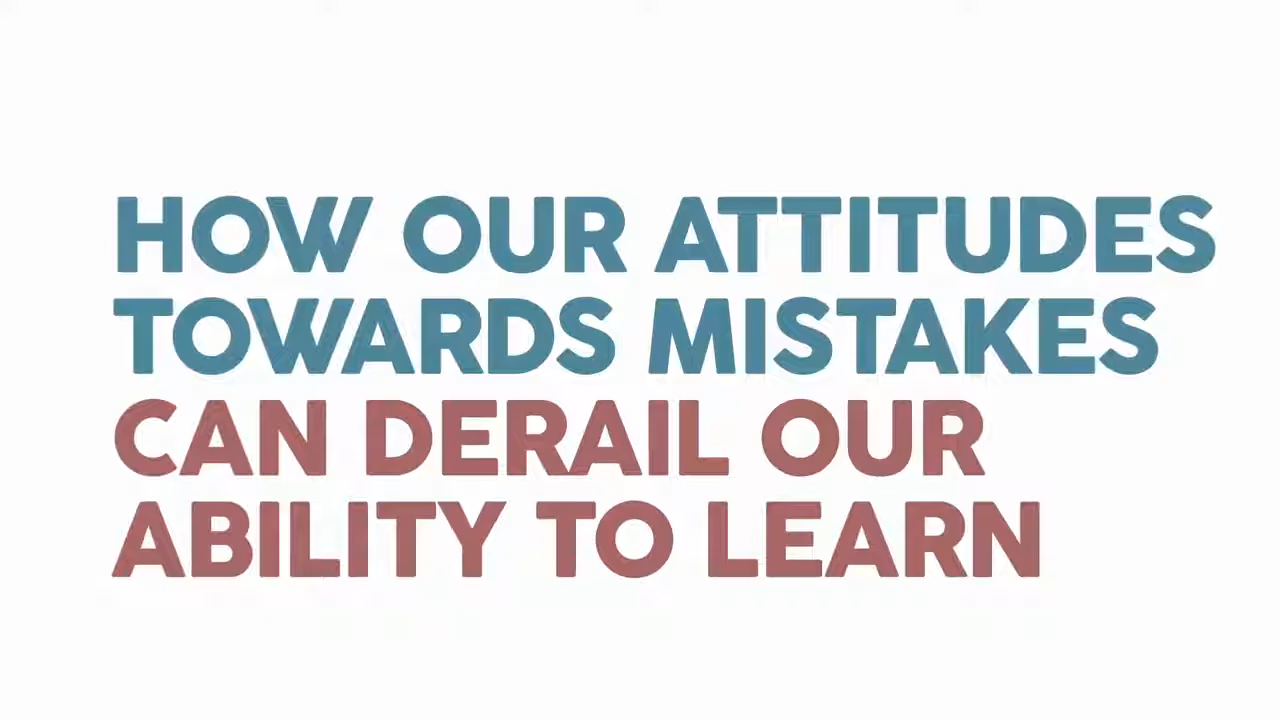 HOW OUR ATTITUDES
TOWARDS MISTAKES
CAN DERAIL OUR
ABILITY TO LEARN